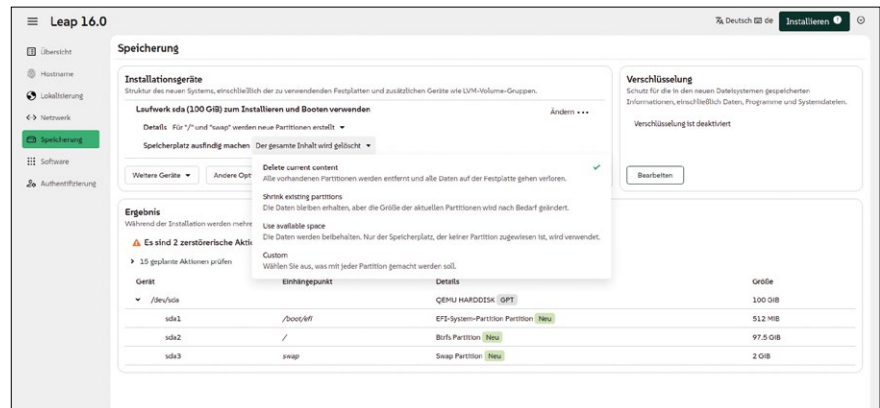 Leap 16.0
Deutsch de
Installieren
Übersicht
Hostname
Lokalisierung
Netzwerk
Speicherung
Software
Authentifizierung
Speicherung
Installationsgeräte
Struktur des neuen Systems, einschließlich der zu verwendenden Festplatten und zusätzlichen Geräte wie LVM-Volume-Gruppen.
Laufwerk sda (100 GiB) zum Installieren und Booten verwenden
Ändern
Details Für "/" und "swap" werden neue Partitionen erstellt
Speicherplatz ausfindig machen Der gesamte Inhalt wird gelöscht
Weitere Geräte
Andere Opt
Delete current content
Alle vorhandenen Partitionen werden entfernt und alle Daten auf der Festplatte gehen verloren.
Shrink existing partitions
Die Daten bleiben erhalten, aber die Größe der aktuellen Partitionen wird nach Bedarf geändert.
Use available space
Die Daten werden beibehalten. Nur der Speicherplatz, der keiner Partition zugewiesen ist, wird verwendet.
Custom
Wählen Sie aus, was mit jeder Partition gemacht werden soll.
Verschlüsselung
Schutz für die in den neuen Dateisystemen gespeicherten
Informationen, einschließlich Daten, Programme und Systemdateien.
Verschlüsselung ist deaktiviert
Bearbeiten
Ergebnis
Während der Installation werden mehre
Es sind 2 zerstörerische Aktio
15 geplante Aktionen prüfen
Gerät Einhängepunkt Details Größe
/dev/sda QEMU HARDDISK GPT 100 GiB
sda1 /boot/efi EFI-System-Partition Partition Neu 512 MiB
sda2 / Btrfs Partition Neu 97.5 GiB
sda3 swap Swap Partition Neu 2 GiB